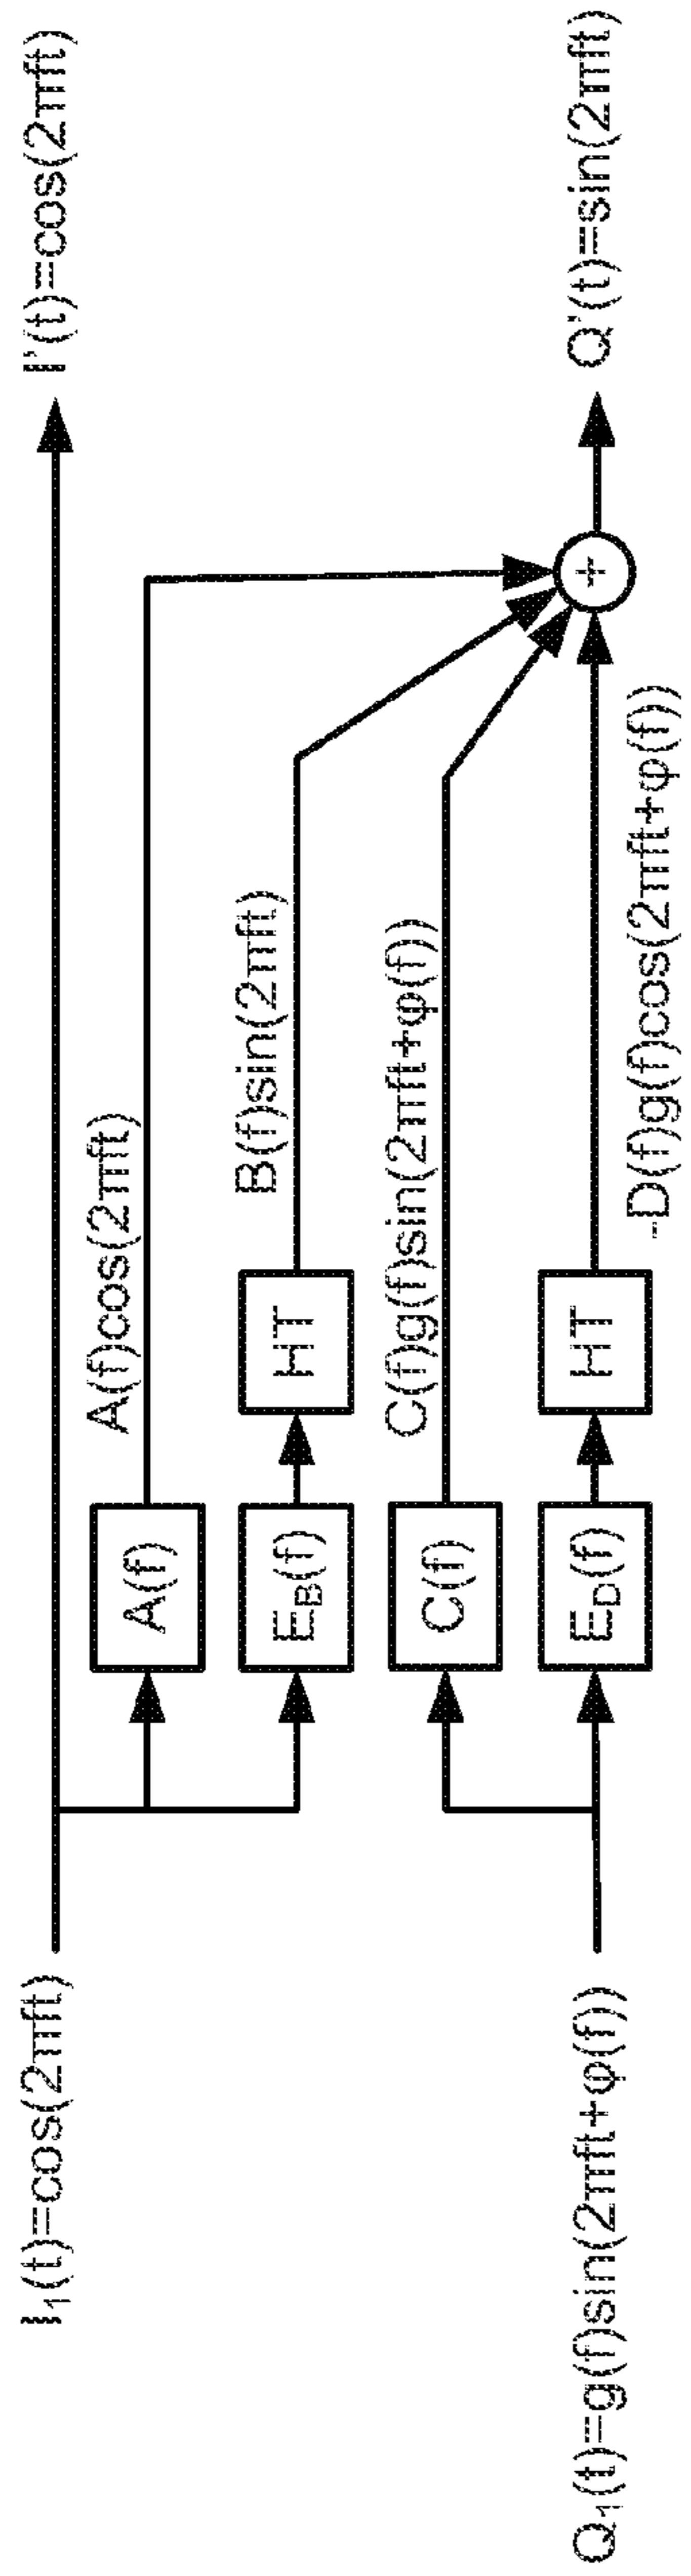 I₁(t)=cos(2πft)
I'(t)=cos(2πft)
A(f)
A(f)cos(2πft)
E_B(f)
HT
B(f)sin(2πft)
C(f)
C(f)g(f)sin(2πft+φ(f))
Q₁(t)=g(f)sin(2πft+φ(f))
E_D(f)
HT
-D(f)g(f)cos(2πft+φ(f))
+
Q'(t)=sin(2πft)